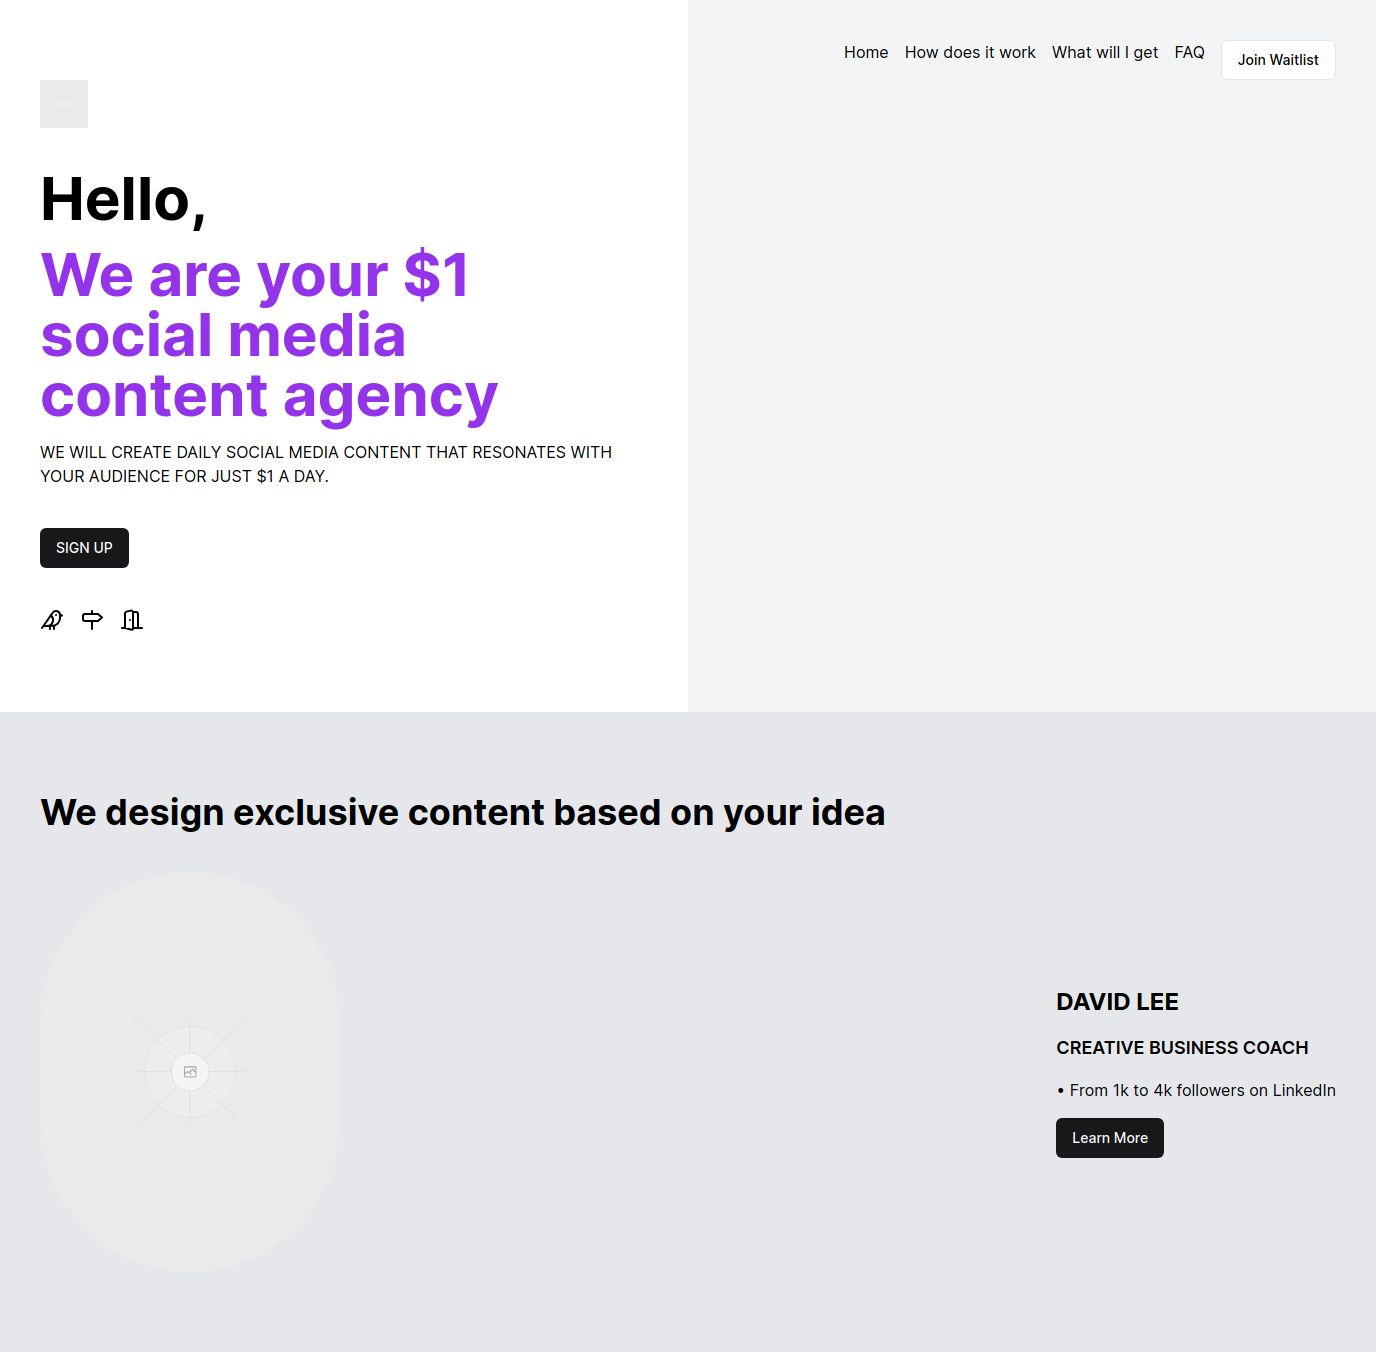 Home
How does it work
What will I get
FAQ
Join Waitlist
Hello,
We are your $1
social media
content agency
WE WILL CREATE DAILY SOCIAL MEDIA CONTENT THAT RESONATES WITH
YOUR AUDIENCE FOR JUST $1 A DAY.
SIGN UP
We design exclusive content based on your idea
DAVID LEE
CREATIVE BUSINESS COACH
• From 1k to 4k followers on LinkedIn
Learn More